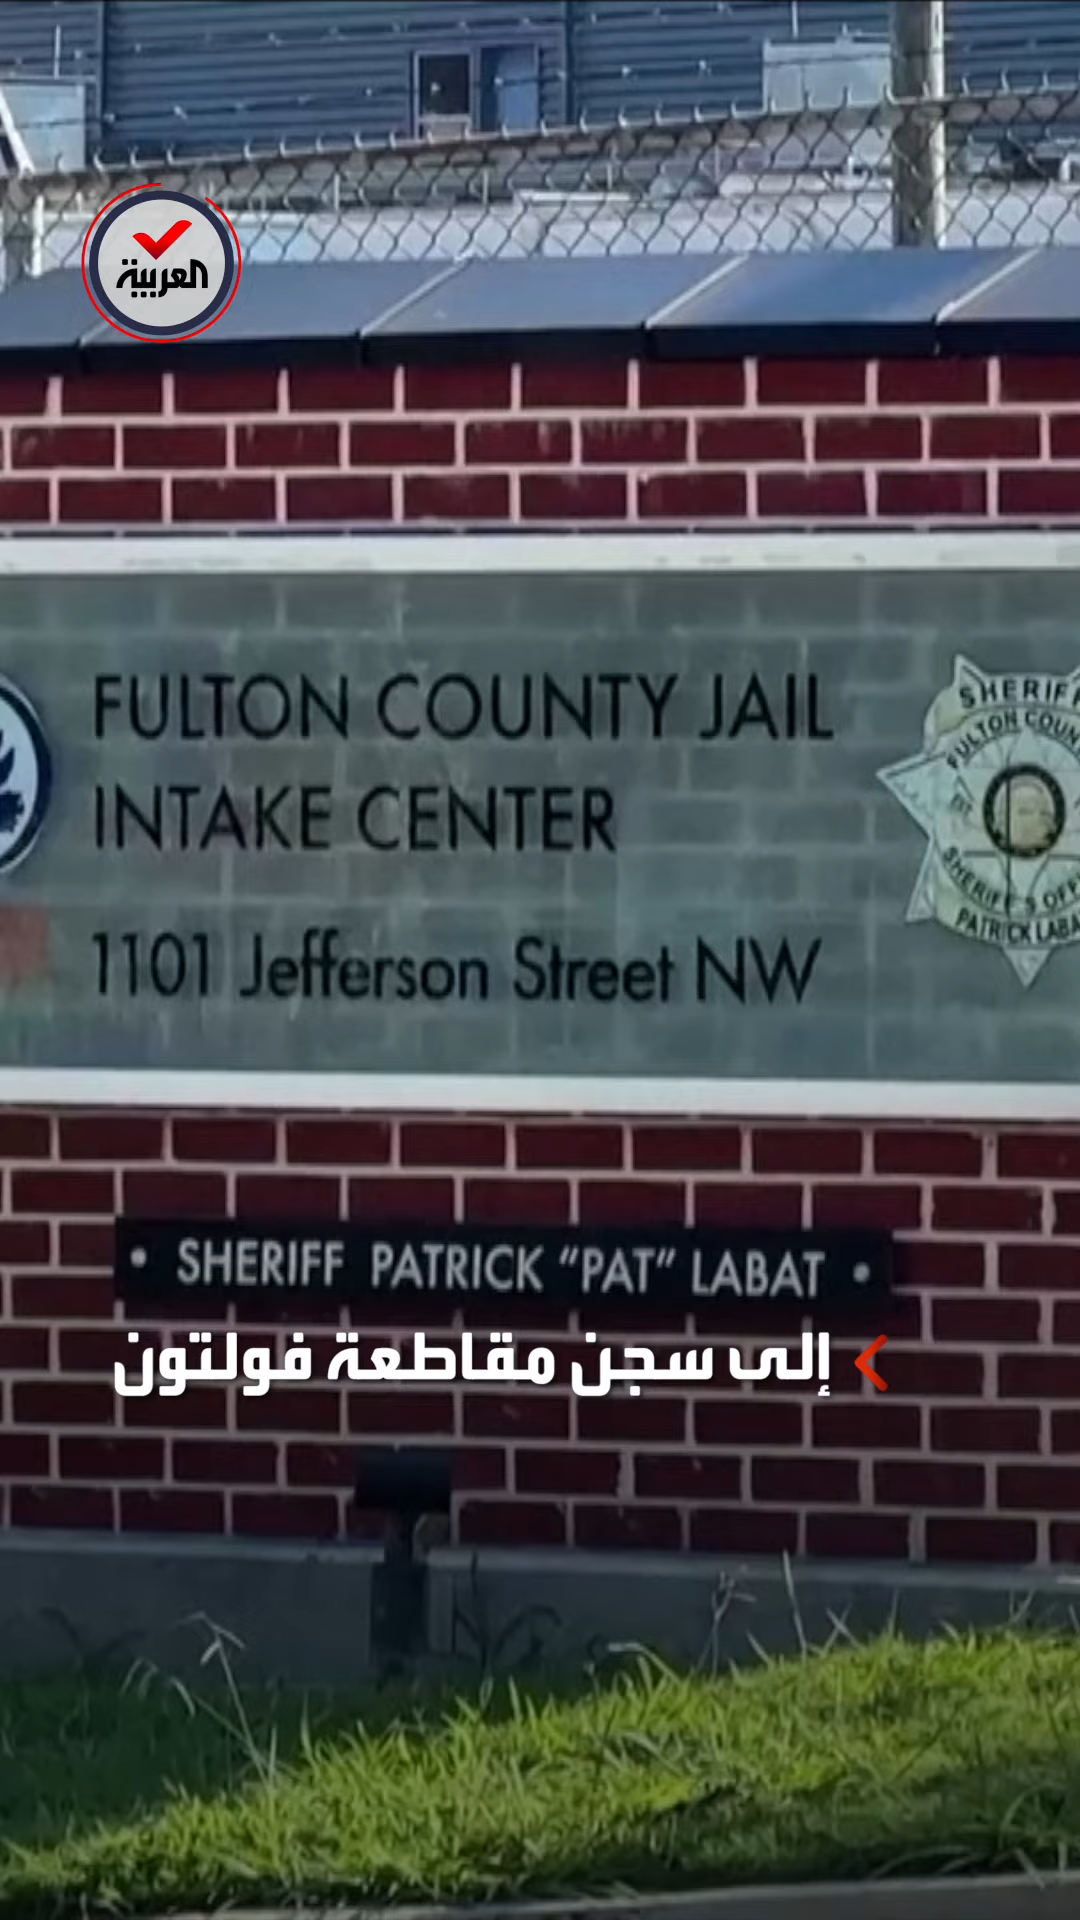 العربية
FULTON COUNTY JAIL
INTAKE CENTER
1101 Jefferson Street NW
SHERIFF
FULTON COUN
SHERIFF'S OFF
PATRICK LABA
• SHERIFF PATRICK “PAT” LABAT •
إلى سجن مقاطعة فولتون